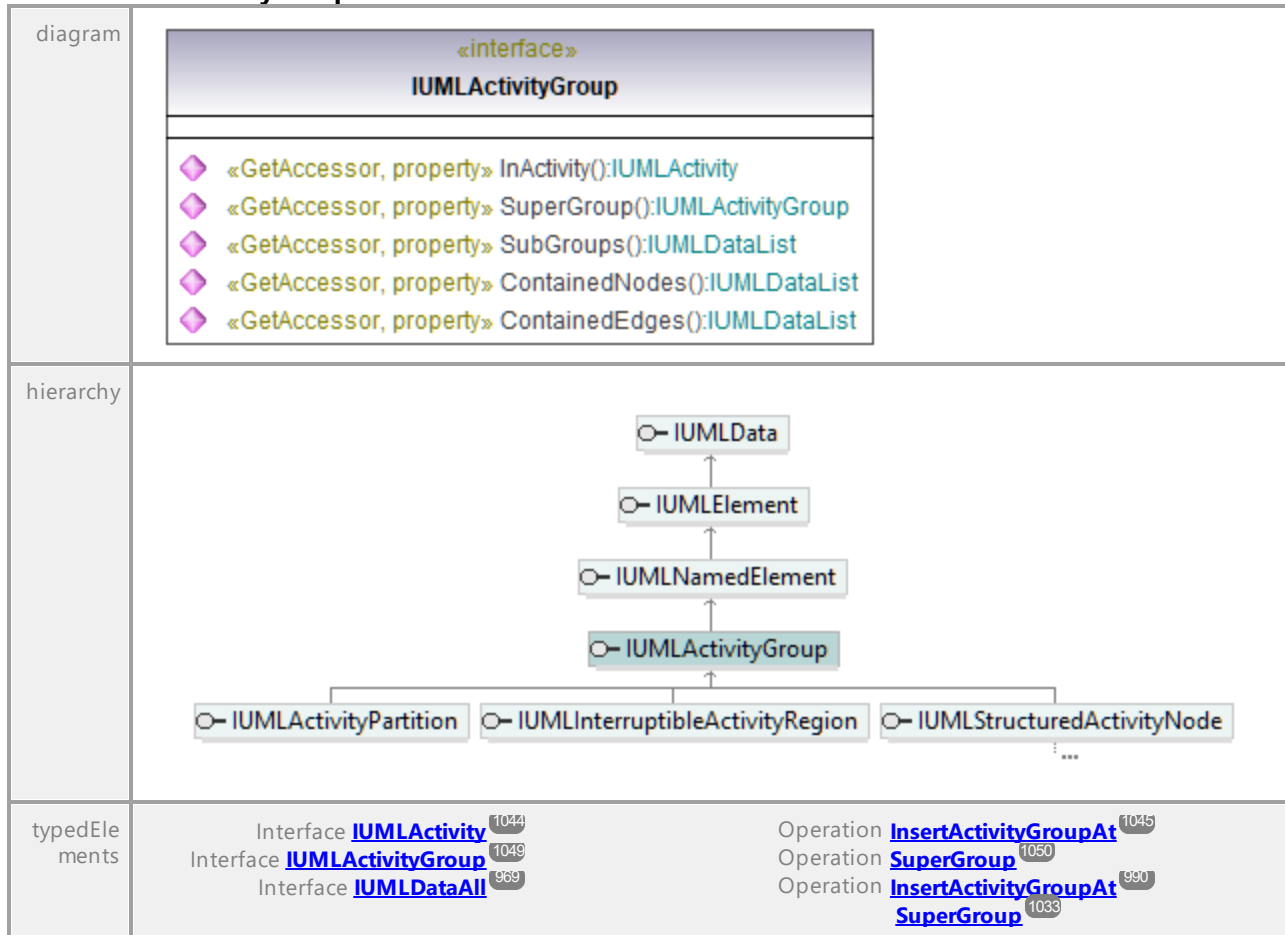 diagram
«interface»
IUMLActivityGroup
«GetAccessor, property» InActivity():IUMLActivity
«GetAccessor, property» SuperGroup():IUMLActivityGroup
«GetAccessor, property» SubGroups():IUMLDataList
«GetAccessor, property» ContainedNodes():IUMLDataList
«GetAccessor, property» ContainedEdges():IUMLDataList
hierarchy
IUMLData
IUMLElement
IUMLNamedElement
IUMLActivityGroup
IUMLActivityPartition IUMLInterruptibleActivityRegion IUMLStructuredActivityNode
...
typedEle
ments
Interface IUMLActivity 1044
Interface IUMLActivityGroup 1049
Interface IUMLDataAll 969
Operation InsertActivityGroupAt 1045
Operation SuperGroup 1050
Operation InsertActivityGroupAt 990
SuperGroup 1033